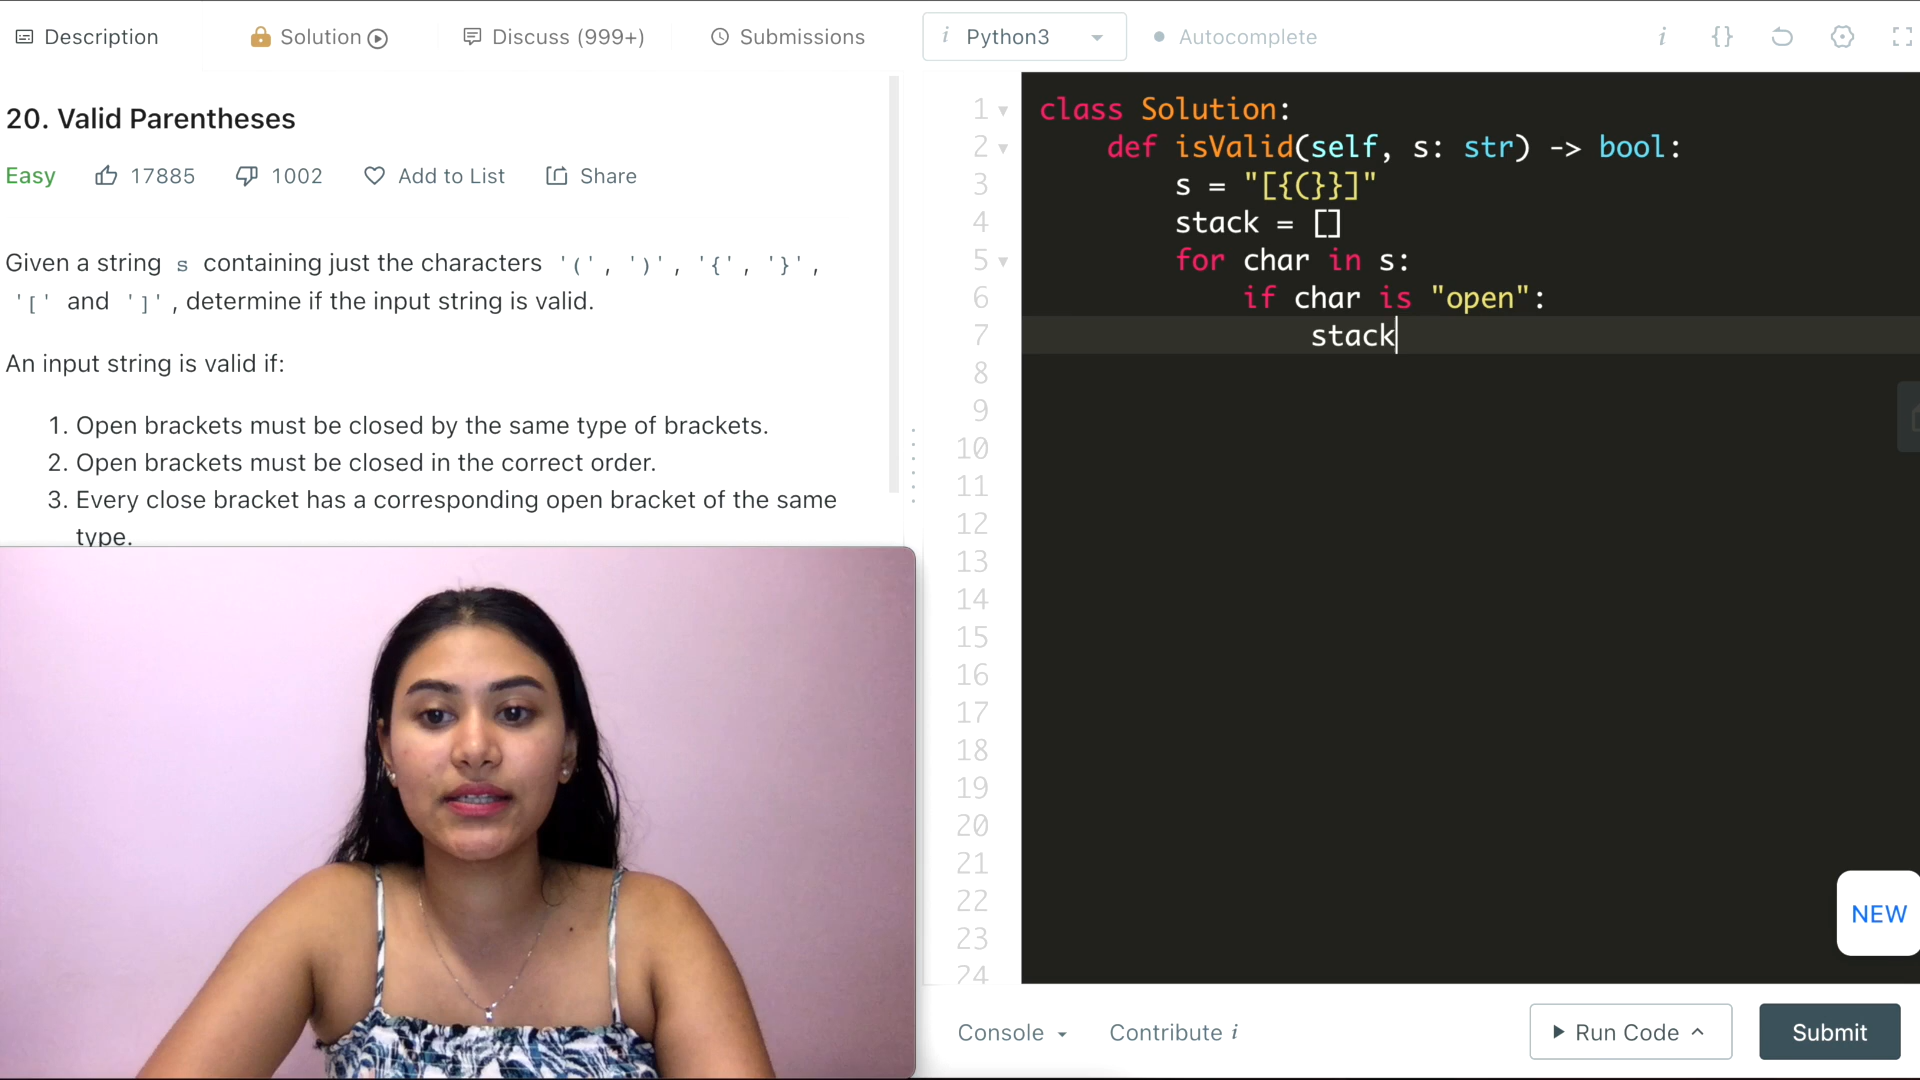 Description
Solution
Discuss (999+)
Submissions
i Python3
Autocomplete
i {}
20. Valid Parentheses
Easy 17885 1002 Add to List Share
Given a string s containing just the characters '(', ')', '{', '}',
'[' and ']', determine if the input string is valid.
An input string is valid if:
1. Open brackets must be closed by the same type of brackets.
2. Open brackets must be closed in the correct order.
3. Every close bracket has a corresponding open bracket of the same
type.
1 class Solution:
2 def isValid(self, s: str) -> bool:
3 s = "[{(}}]"
4 stack = []
5 for char in s:
6 if char is "open":
7 stack
8
9
10
11
12
13
14
15
16
17
18
19
20
21
22
23
24
NEW
Console
Contribute i
Run Code
Submit